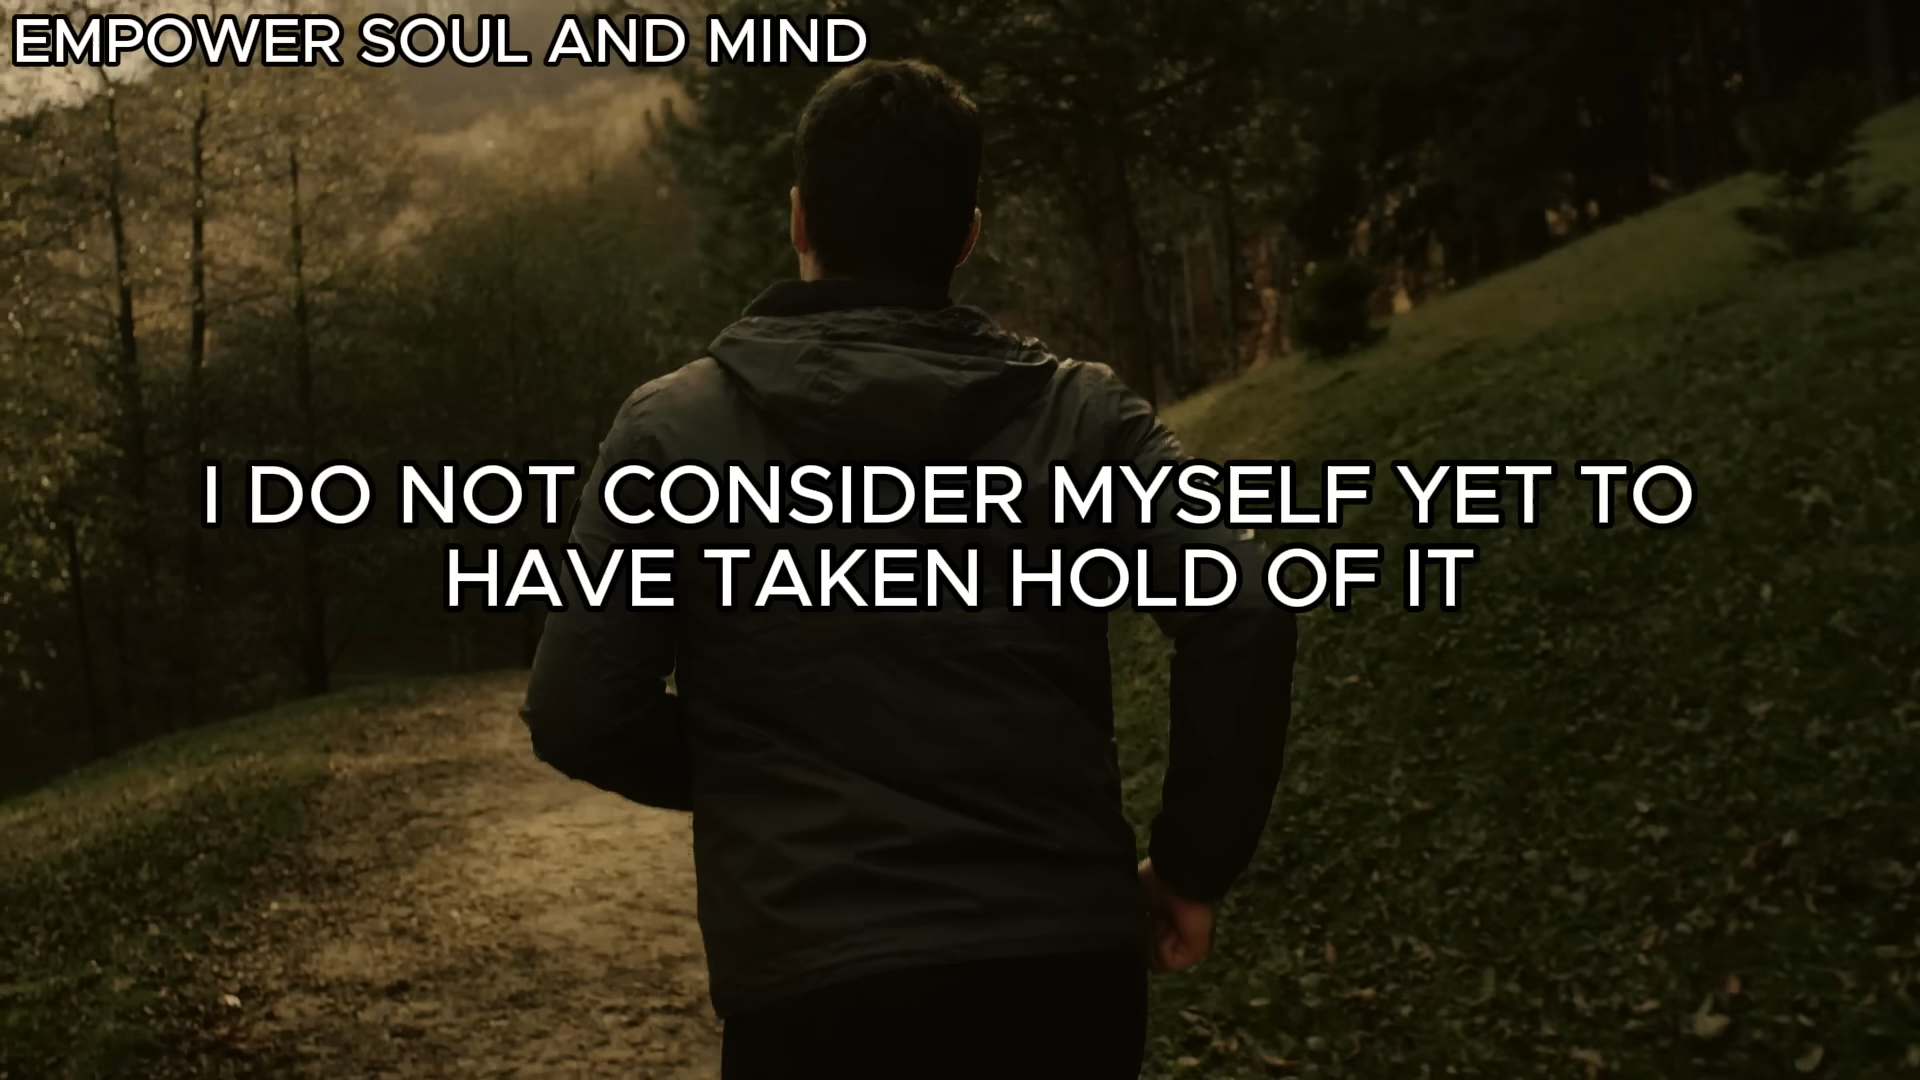 EMPOWER SOUL AND MIND
I DO NOT CONSIDER MYSELF YET TO
HAVE TAKEN HOLD OF IT